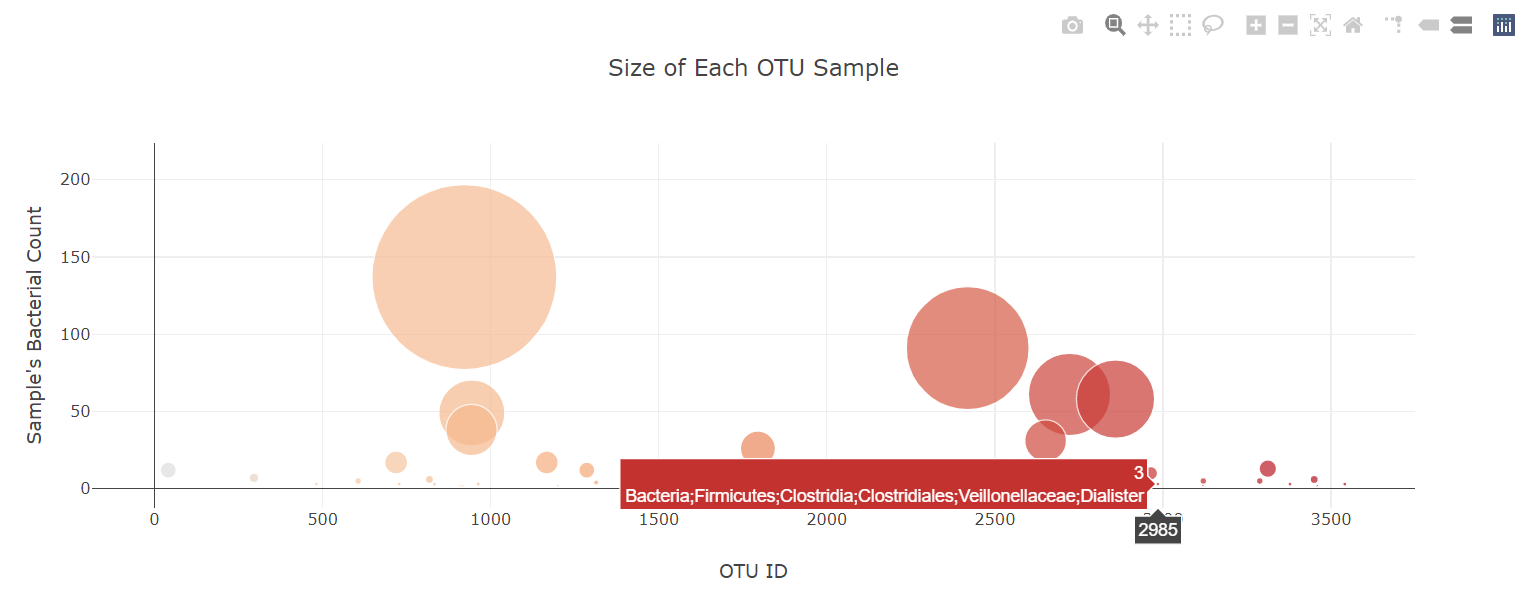 Size of Each OTU Sample
Sample's Bacterial Count
200
150
100
50
0
3
Bacteria;Firmicutes;Clostridia;Clostridiales;Veillonellaceae;Dialister
0 500 1000 1500 2000 2500 3500
2985
OTU ID